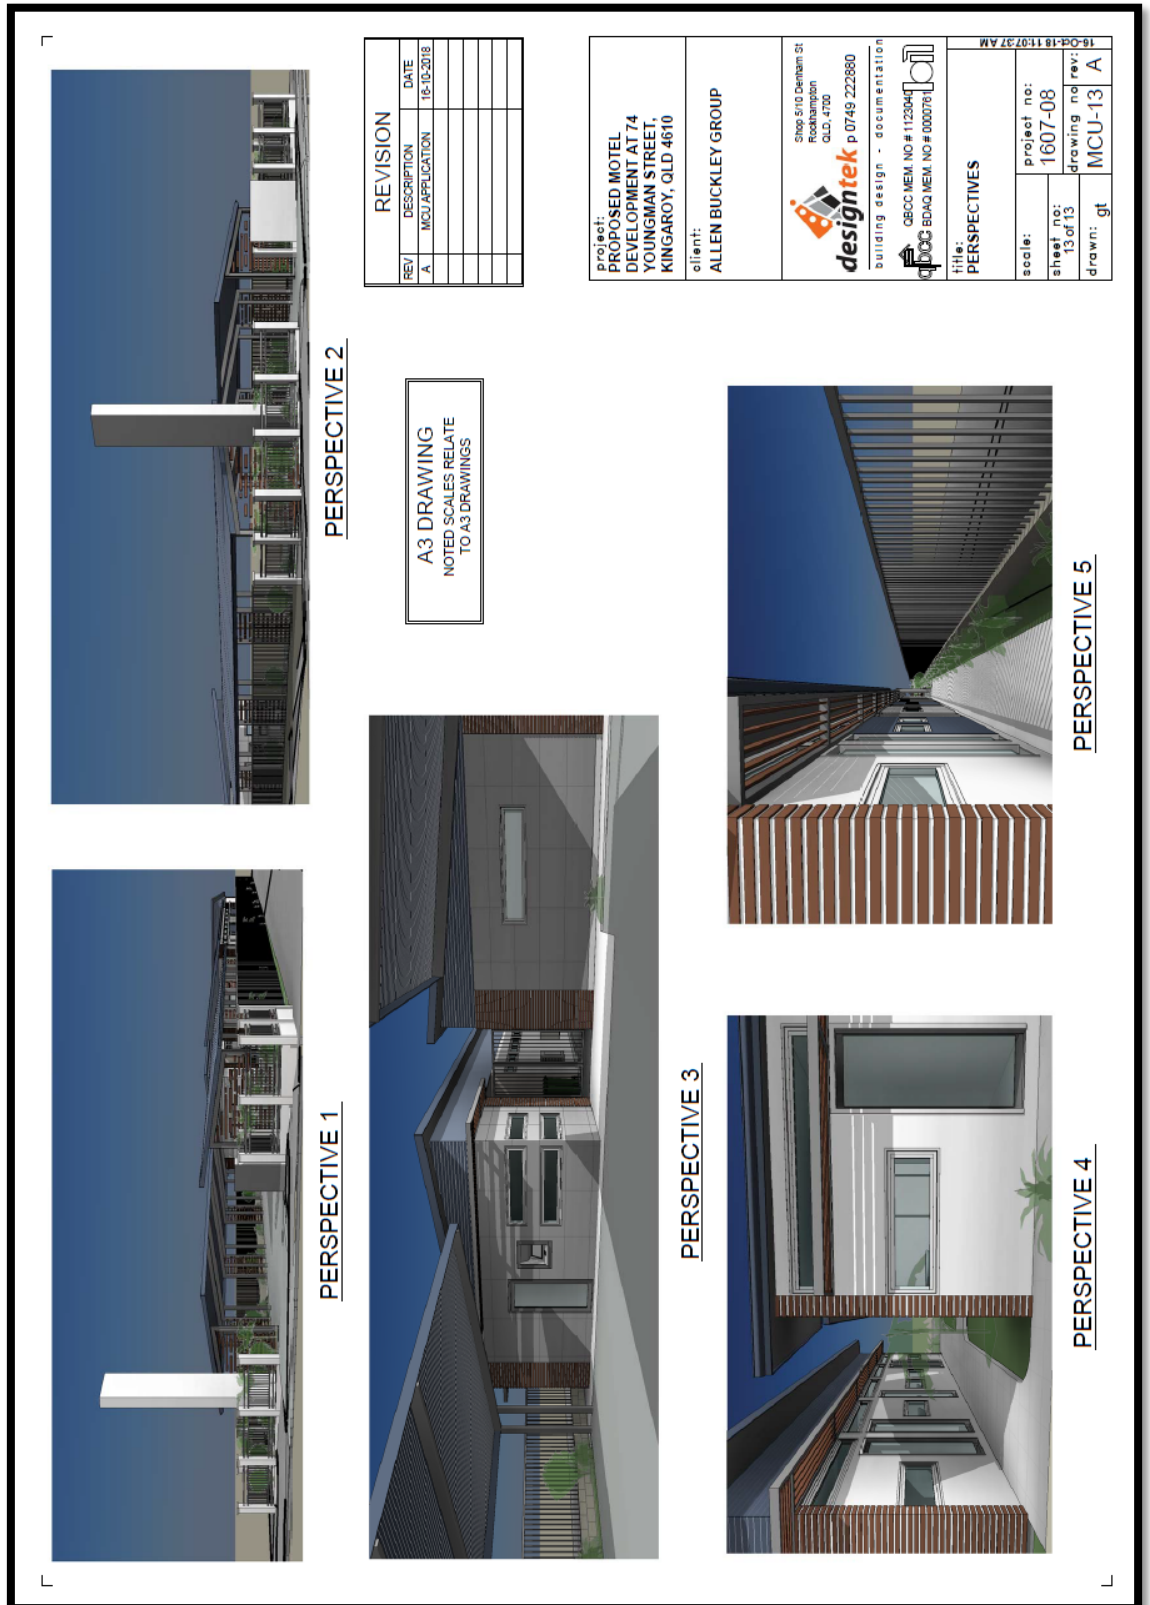 PERSPECTIVE 1
PERSPECTIVE 2
PERSPECTIVE 3
PERSPECTIVE 4
PERSPECTIVE 5
A3 DRAWING
NOTED SCALES RELATE
TO A3 DRAWINGS
REVISION
REV DESCRIPTION DATE
A MCU APPLICATION 16-10-2018
project:
PROPOSED MOTEL
DEVELOPMENT AT 74
YOUNGMAN STREET,
KINGAROY, QLD 4610
client:
ALLEN BUCKLEY GROUP
Shop 5/10 Denham St
Rockhampton
QLD, 4700
designtek p 0749 222880
building design - documentation
QBCC MEM. NO # 1123040
qbcc BDAQ MEM. NO # 0000761
title:
PERSPECTIVES
scale:
project no:
1607-08
sheet no:
13 of 13
drawing no rev:
MCU-13 A
drawn: gt
16-Oct-18 11:07:37 AM